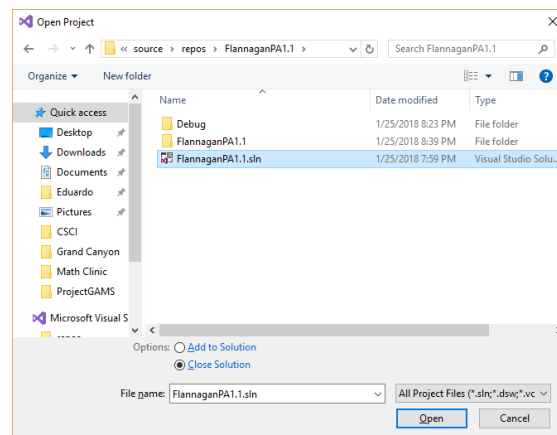 Open Project
« source › repos › FlannaganPA1.1 ›
Search FlannaganPA1.1
Organize
New folder
Name
Date modified
Type
Quick access
Desktop
Downloads
Documents
Eduardo
Pictures
CSCI
Grand Canyon
Math Clinic
ProjectGAMS
Microsoft Visual S
Debug
1/25/2018 8:23 PM
File folder
FlannaganPA1.1
1/25/2018 8:39 PM
File folder
FlannaganPA1.1.sln
1/25/2018 7:59 PM
Visual Studio Solu...
Options:
Add to Solution
Close Solution
File name:
FlannaganPA1.1.sln
All Project Files (*.sln;*.dsw;*.vc
Open
Cancel